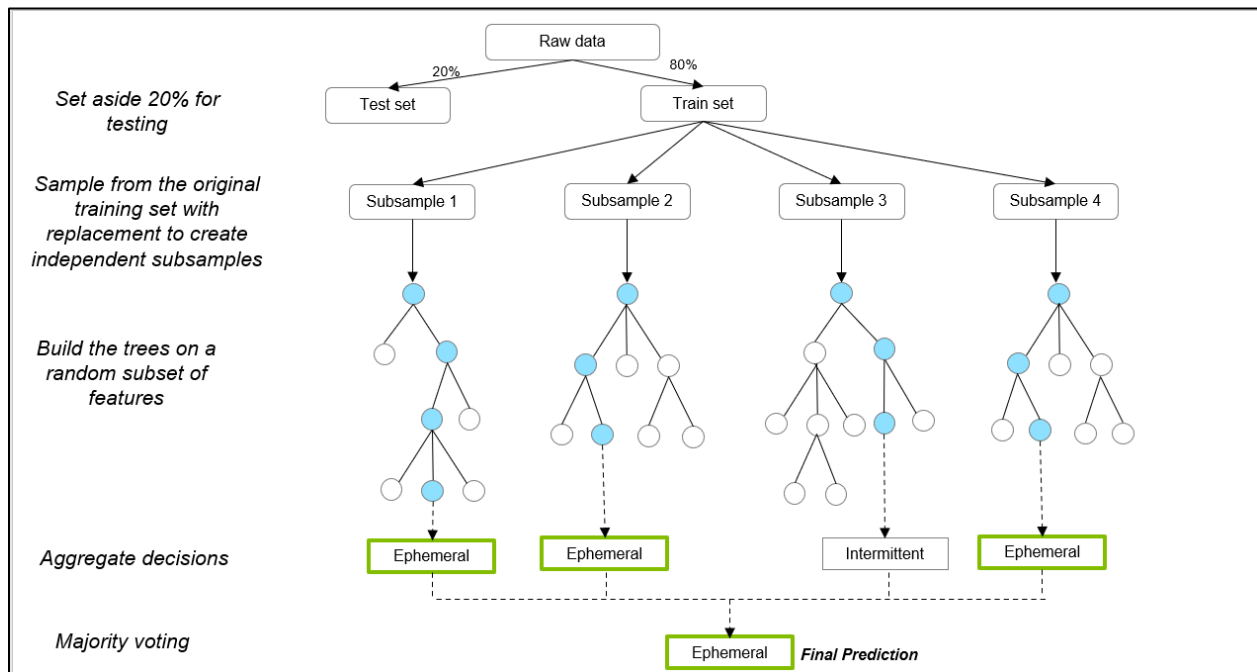 Raw data
20%
80%
Set aside 20% for
testing
Test set
Train set
Sample from the original
training set with
replacement to create
independent subsamples
Subsample 1
Subsample 2
Subsample 3
Subsample 4
Build the trees on a
random subset of
features
Aggregate decisions
Ephemeral
Ephemeral
Intermittent
Ephemeral
Majority voting
Ephemeral
Final Prediction